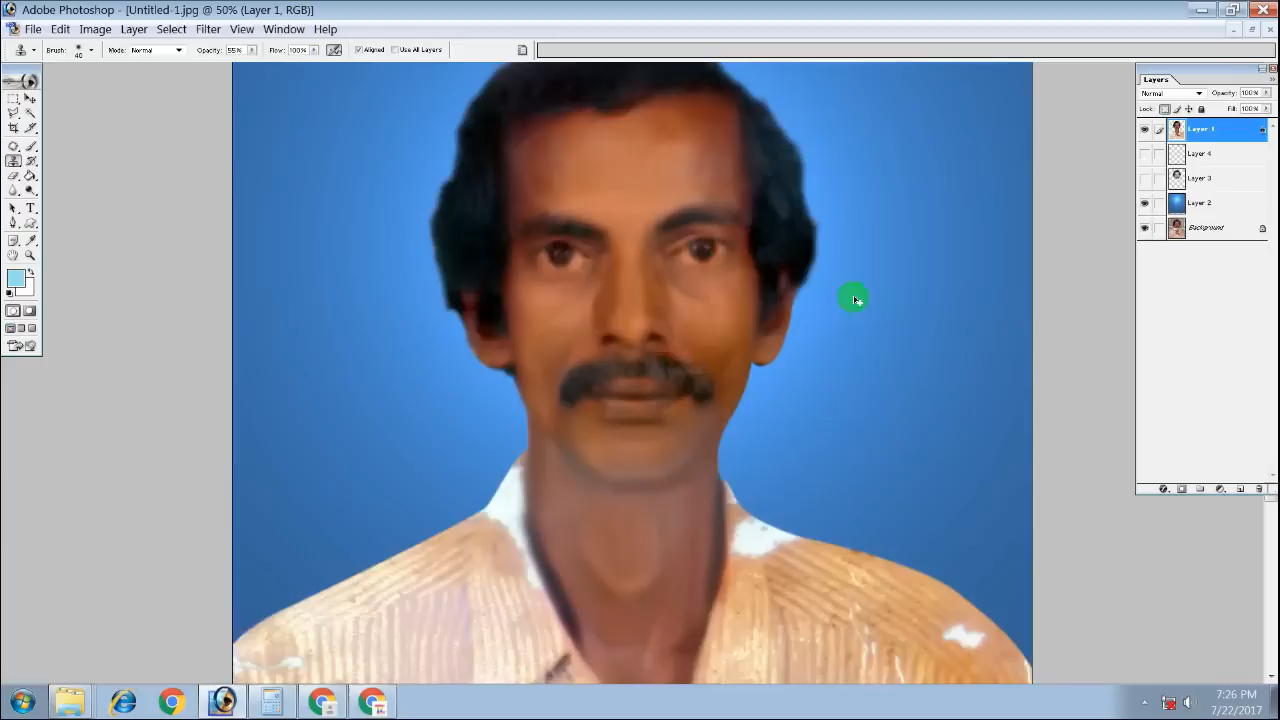 Adobe Photoshop - [Untitled-1.jpg @ 50% (Layer 1, RGB)]
File Edit Image Layer Select Filter View Window Help
Brush: 40 Mode: Normal Opacity: 55% Flow: 100% Aligned Use All Layers
Layers
Normal Opacity: 100%
Lock: Fill: 100%
Layer 1
Layer 4
Layer 3
Layer 2
Background
7:26 PM
7/22/2017